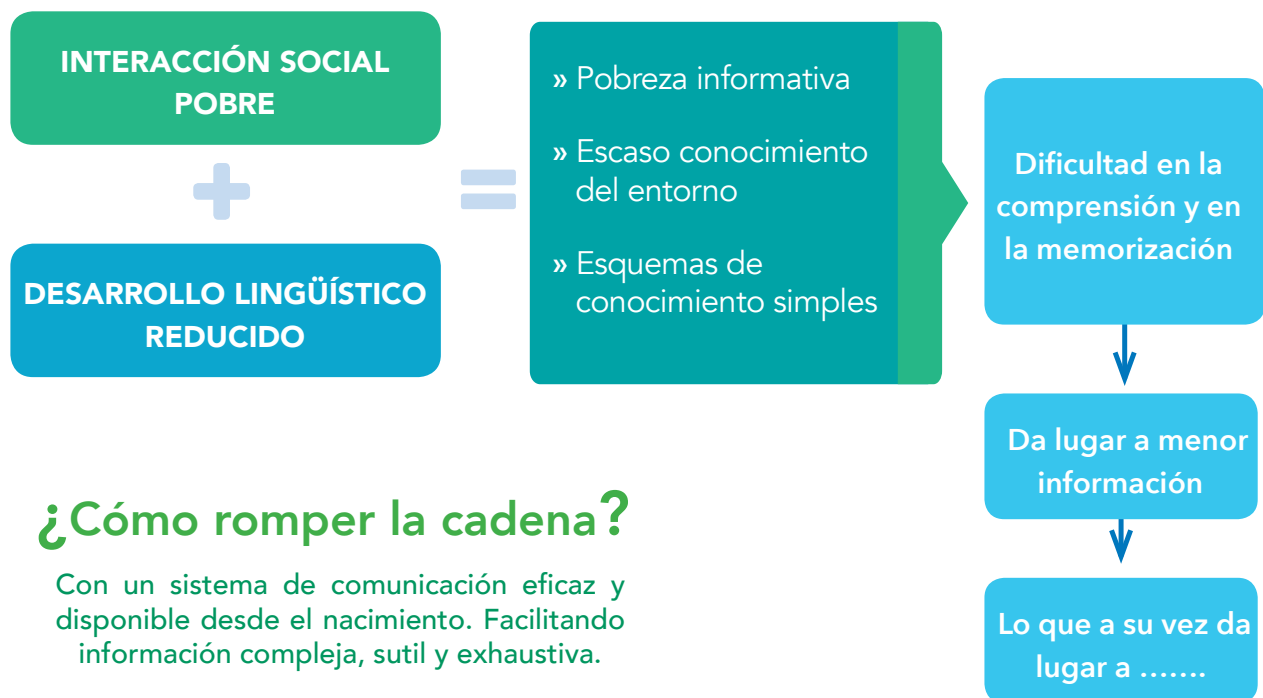 INTERACCIÓN SOCIAL
POBRE
+
DESARROLLO LINGÜÍSTICO
REDUCIDO
=
» Pobreza informativa
» Escaso conocimiento
del entorno
» Esquemas de
conocimiento simples
Dificultad en la
comprensión y en
la memorización
Da lugar a menor
información
Lo que a su vez da
lugar a .......
¿Cómo romper la cadena?
Con un sistema de comunicación eficaz y
disponible desde el nacimiento. Facilitando
información compleja, sutil y exhaustiva.